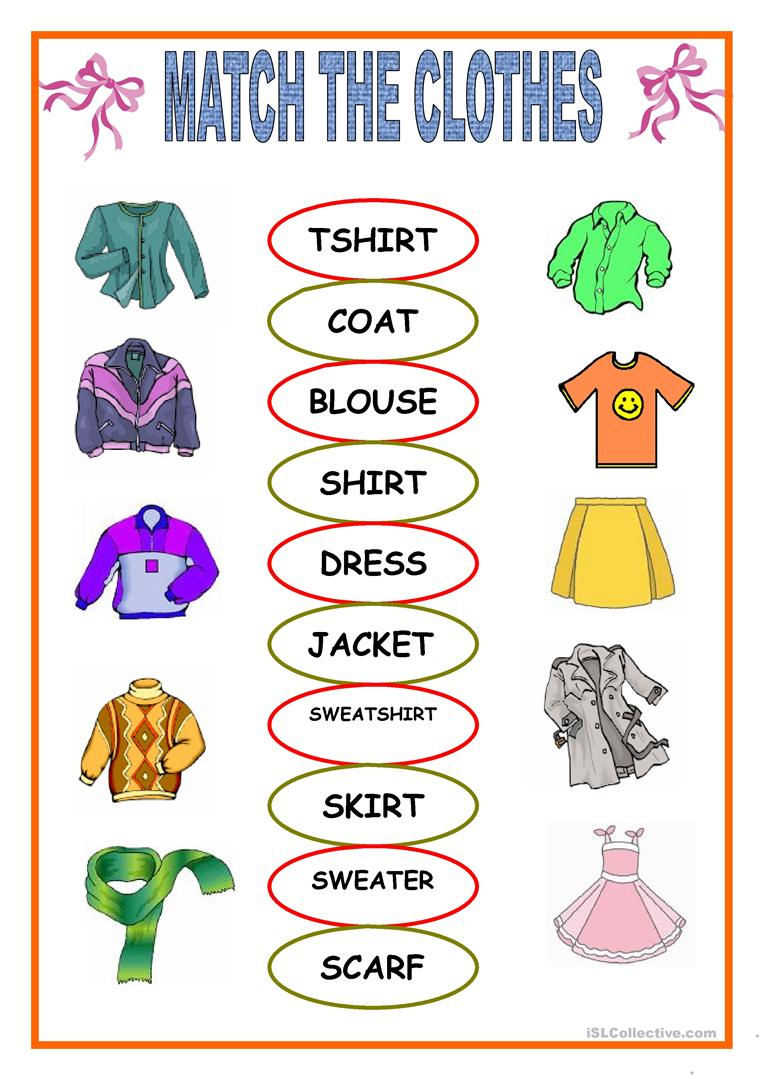 MATCH THE CLOTHES
TSHIRT
COAT
BLOUSE
SHIRT
DRESS
JACKET
SWEATSHIRT
SKIRT
SWEATER
SCARF
iSLCollective.com